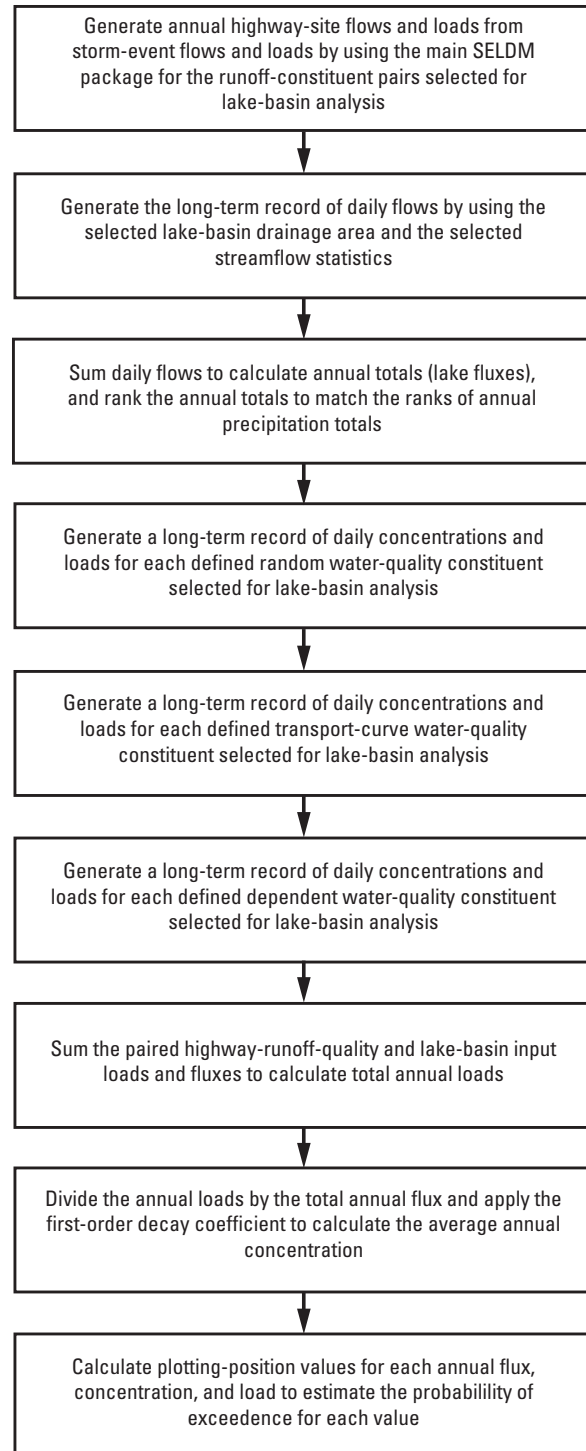 Generate annual highway-site flows and loads from
storm-event flows and loads by using the main SELDM
package for the runoff-constituent pairs selected for
lake-basin analysis
Generate the long-term record of daily flows by using the
selected lake-basin drainage area and the selected
streamflow statistics
Sum daily flows to calculate annual totals (lake fluxes),
and rank the annual totals to match the ranks of annual
precipitation totals
Generate a long-term record of daily concentrations and
loads for each defined random water-quality constituent
selected for lake-basin analysis
Generate a long-term record of daily concentrations and
loads for each defined transport-curve water-quality
constituent selected for lake-basin analysis
Generate a long-term record of daily concentrations and
loads for each defined dependent water-quality constituent
selected for lake-basin analysis
Sum the paired highway-runoff-quality and lake-basin input
loads and fluxes to calculate total annual loads
Divide the annual loads by the total annual flux and apply the
first-order decay coefficient to calculate the average annual
concentration
Calculate plotting-position values for each annual flux,
concentration, and load to estimate the probablility of
exceedence for each value